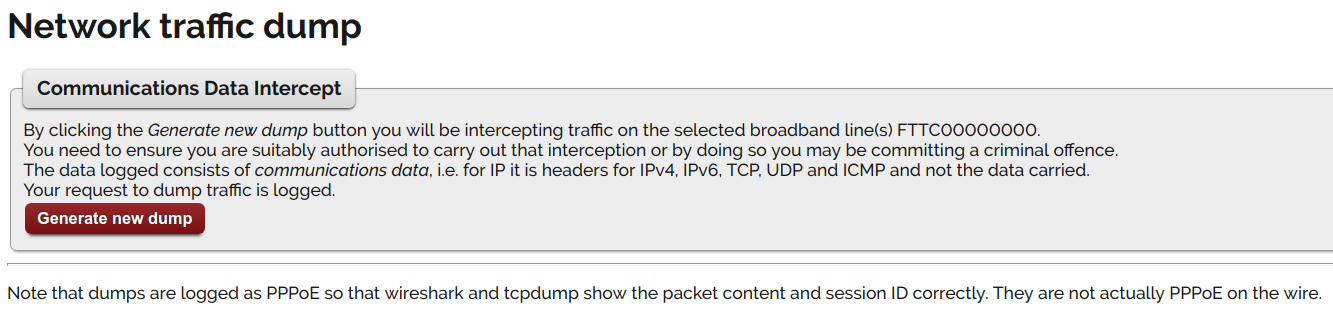 Network traffic dump
Communications Data Intercept
By clicking the Generate new dump button you will be intercepting traffic on the selected broadband line(s) FTTC00000000.
You need to ensure you are suitably authorised to carry out that interception or by doing so you may be committing a criminal offence.
The data logged consists of communications data, i.e. for IP it is headers for IPv4, IPv6, TCP, UDP and ICMP and not the data carried.
Your request to dump traffic is logged.
Generate new dump
Note that dumps are logged as PPPoE so that wireshark and tcpdump show the packet content and session ID correctly. They are not actually PPPoE on the wire.